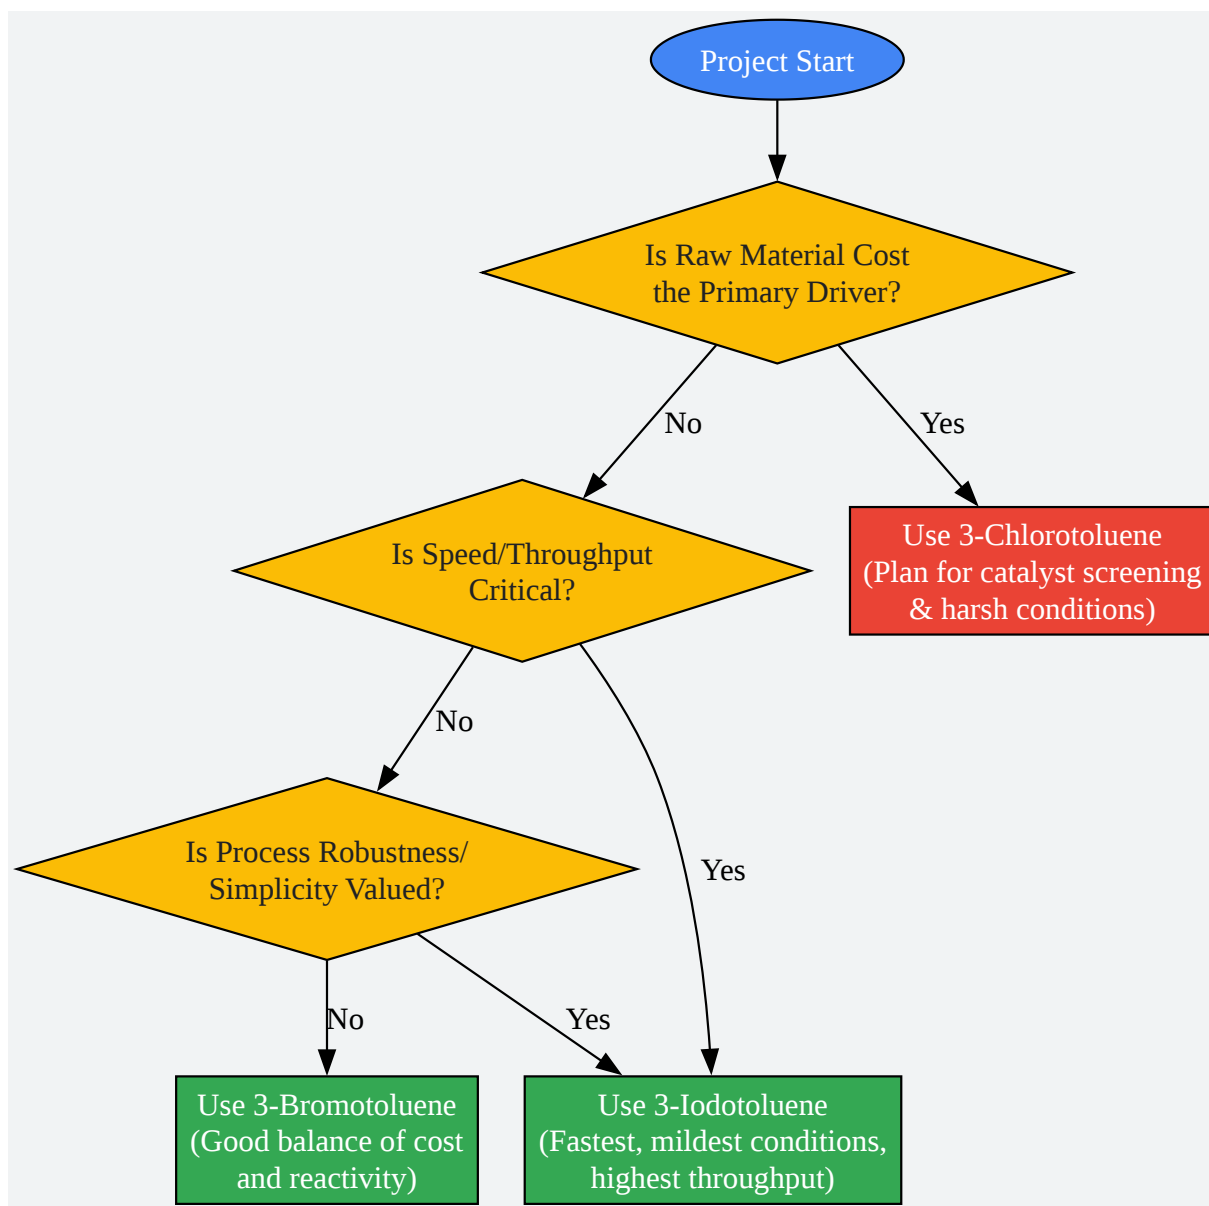 Project Start
Is Raw Material Cost
the Primary Driver?
No
Yes
Is Speed/Throughput
Critical?
Use 3-Chlorotoluene
(Plan for catalyst screening
& harsh conditions)
No
Yes
Is Process Robustness/
Simplicity Valued?
No
Yes
Use 3-Bromotoluene
(Good balance of cost
and reactivity)
Use 3-Iodotoluene
(Fastest, mildest conditions,
highest throughput)